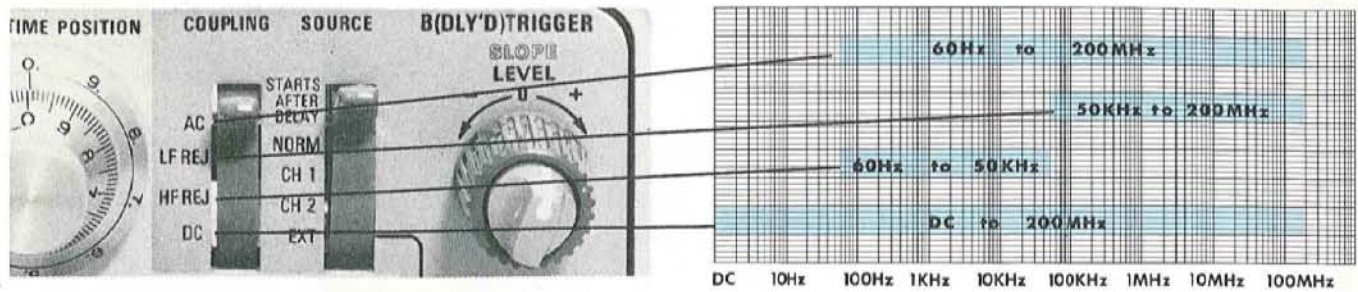 TIME POSITION
COUPLING
SOURCE
B(DLY'D)TRIGGER
SLOPE
LEVEL
− 0 +
STARTS
AFTER
DELAY
AC
NORM
LF REJ
CH 1
HF REJ
CH 2
DC
EXT
60Hz to 200MHz
50KHz to 200MHz
60Hz to 50KHz
DC to 200MHz
DC 10Hz 100Hz 1KHz 10KHz 100KHz 1MHz 10MHz 100MHz